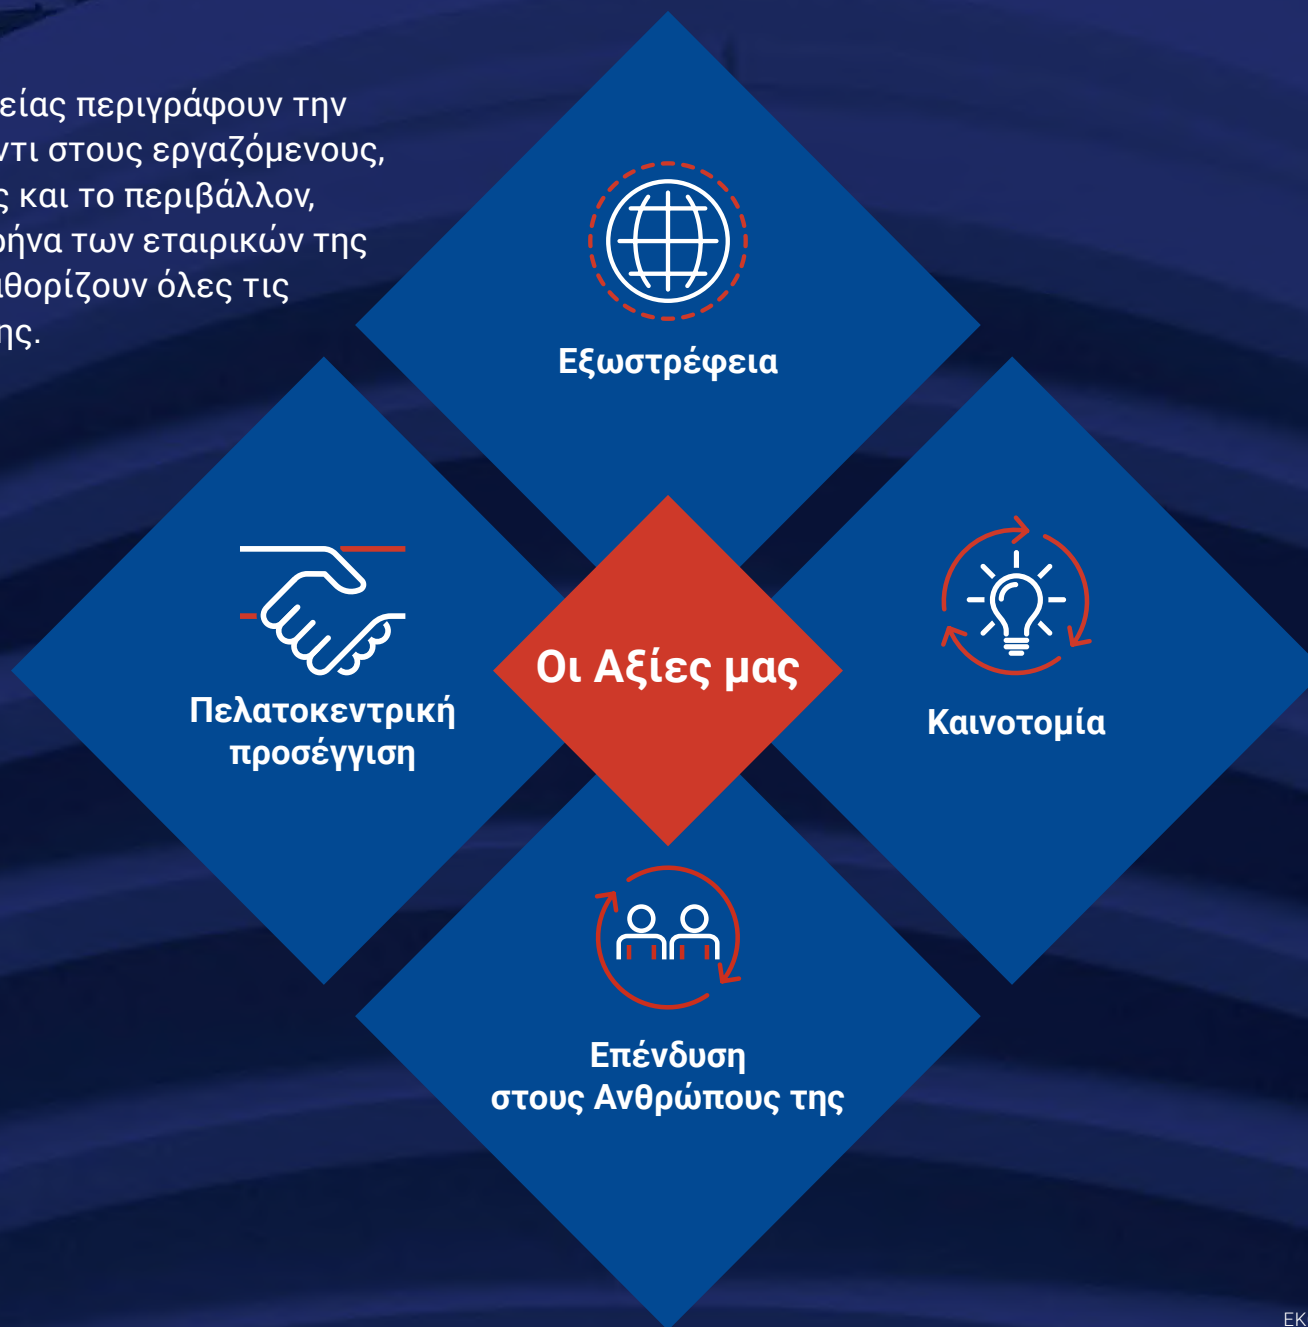 είας περιγράφουν την
ντι στους εργαζόμενους,
ς και το περιβάλλον,
ρήνα των εταιρικών της
αθορίζουν όλες τις
ης.
Εξωστρέφεια
Πελατοκεντρική
προσέγγιση
Οι Αξίες μας
Καινοτομία
Επένδυση
στους Ανθρώπους της
ΕΚ